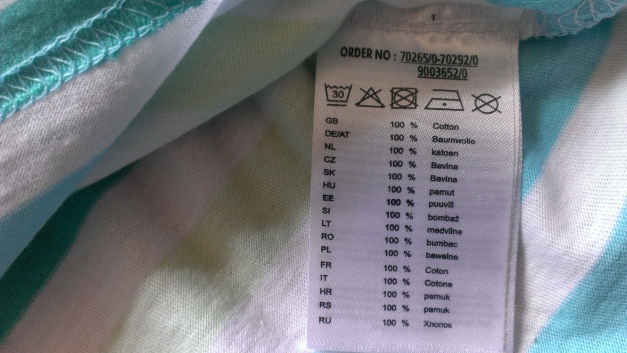 ORDER NO : 70265/0-70292/0
9003652/0
30
GB 100 % Cotton
DE/AT 100 % Baumwolle
NL 100 % katoen
CZ 100 % Bavlna
SK 100 % Bavlna
HU 100 % pamut
EE 100 % puuvill
SI 100 % bombaž
LT 100 % medvilnė
RO 100 % bumbac
PL 100 % bawełna
FR 100 % Coton
IT 100 % Cotone
HR 100 % pamuk
RS 100 % pamuk
RU 100 % Хлопок